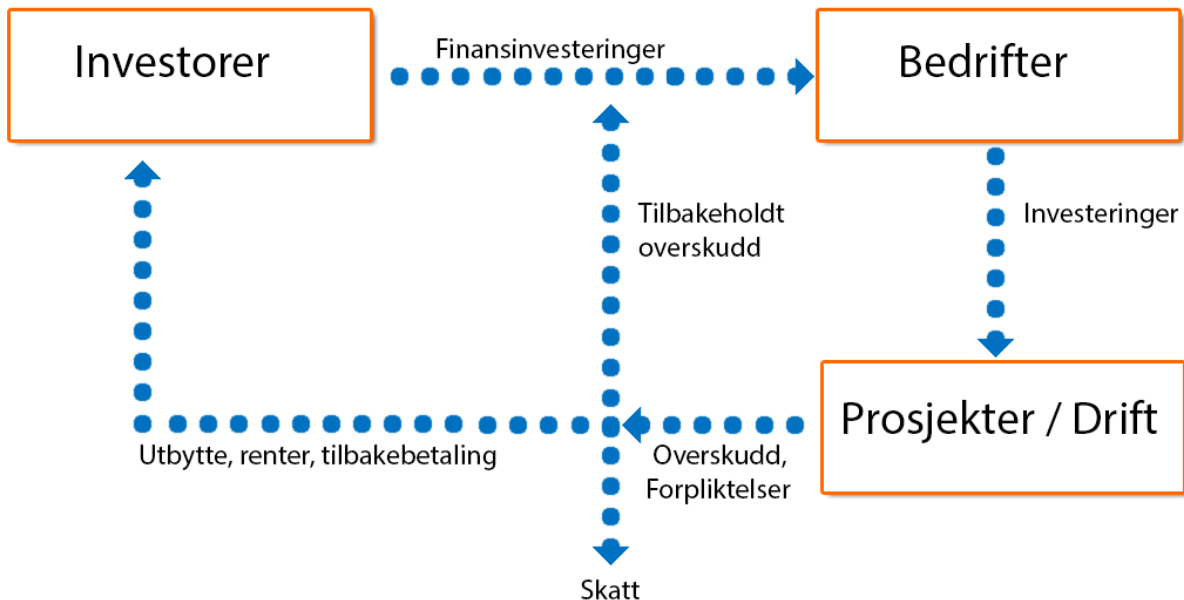 Investorer
Finansinvesteringer
Bedrifter
Tilbakeholdt
overskudd
Investeringer
Prosjekter / Drift
Utbytte, renter, tilbakebetaling
Overskudd,
Forpliktelser
Skatt